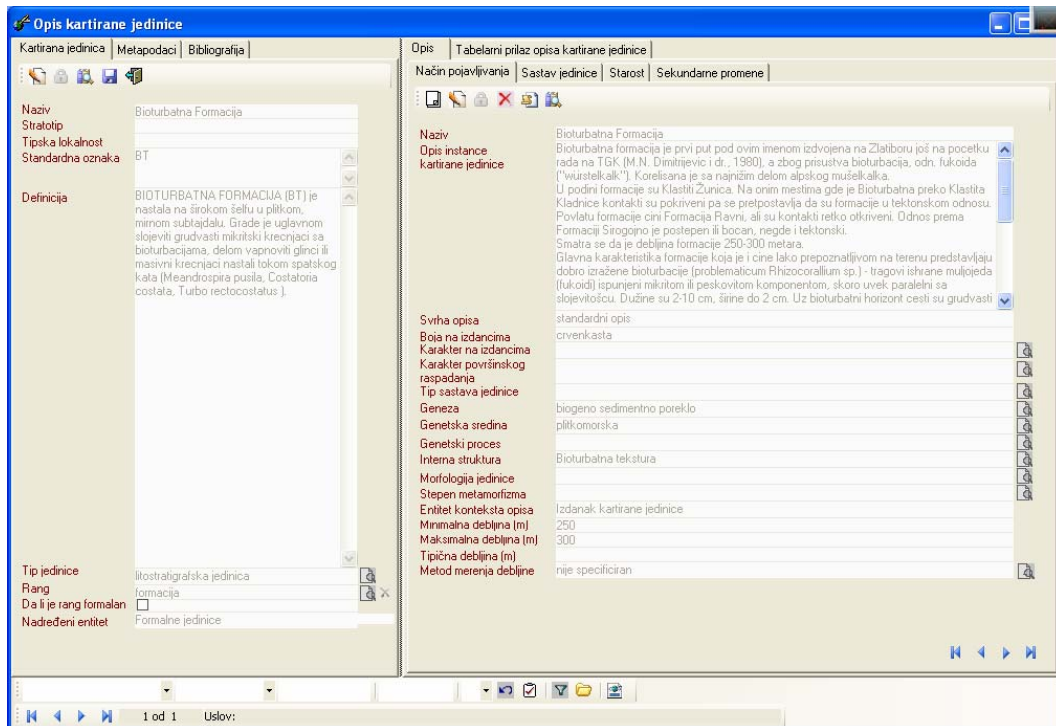 Opis kartirane jedinice
Kartirana jedinica Metapodaci Bibliografija
Naziv Bioturbatna Formacija
Stratotip
Tipska lokalnost
Standardna oznaka BT
Definicija BIOTURBATNA FORMACIJA (BT) je
nastala na širokom šelfu u plitkom,
mirnom subtajdalu. Grade je uglavnom
slojeviti grudvasti mikritski krecnjaci sa
bioturbacijama, delom vapnoviti glinci ili
masivni krecnjaci nastali tokom spatskog
kata (Meandrospira pusila, Costatoria
costata, Turbo rectocostatus ).
Tip jedinice litostratigrafska jedinica
Rang formacija
Da li je rang formalan
Nadređeni entitet Formalne jedinice
Opis Tabelarni prilaz opisa kartirane jedinice
Način pojavljivanja Sastav jedinice Starost Sekundarne promene
Naziv Bioturbatna Formacija
Opis instance
kartirane jedinice
Bioturbatna formacija je prvi put pod ovim imenom izdvojena na Zlatiboru još na pocetku
rada na TGK (M.N. Dimitrijevic i dr., 1980), a zbog prisustva bioturbacija, odn. fukoida
("würstelkalk"). Korelisana je sa najnižim delom alpskog mušelkalka.
U podini formacije su Klastiti Žunica. Na onim mestima gde je Bioturbatna preko Klastita
Kladnice kontakti su pokriveni pa se pretpostavlja da su formacije u tektonskom odnosu.
Povlatu formacije cini Formacija Ravni, ali su kontakti retko otkriveni. Odnos prema
Formaciji Sirogojno je postepen ili bocan, negde i tektonski.
Smatra se da je debljina formacije 250-300 metara.
Glavna karakteristika formacije koja je i cine lako prepoznatljivom na terenu predstavljaju
dobro izražene bioturbacije (problematicum Rhizocorallium sp.) - tragovi ishrane muljojeda
(fukoidi) ispunjeni mikritom ili peskovitom komponentom, skoro uvek paralelni sa
slojevitošcu. Dužine su 2-10 cm, širine do 2 cm. Uz bioturbatni horizont cesti su grudvasti
Svrha opisa standardni opis
Boja na izdancima crvenkasta
Karakter na izdancima
Karakter površinskog
raspadanja
Tip sastava jedinice
Geneza biogeno sedimentno poreklo
Genetska sredina plitkomorska
Genetski proces
Interna struktura Bioturbatna tekstura
Morfologija jedinice
Stepen metamorfizma
Entitet konteksta opisa Izdanak kartirane jedinice
Minimalna debljina (m) 250
Maksimalna debljina (m) 300
Tipična debljina (m)
Metod merenja debljine nije specificiran
1 od 1 Uslov: